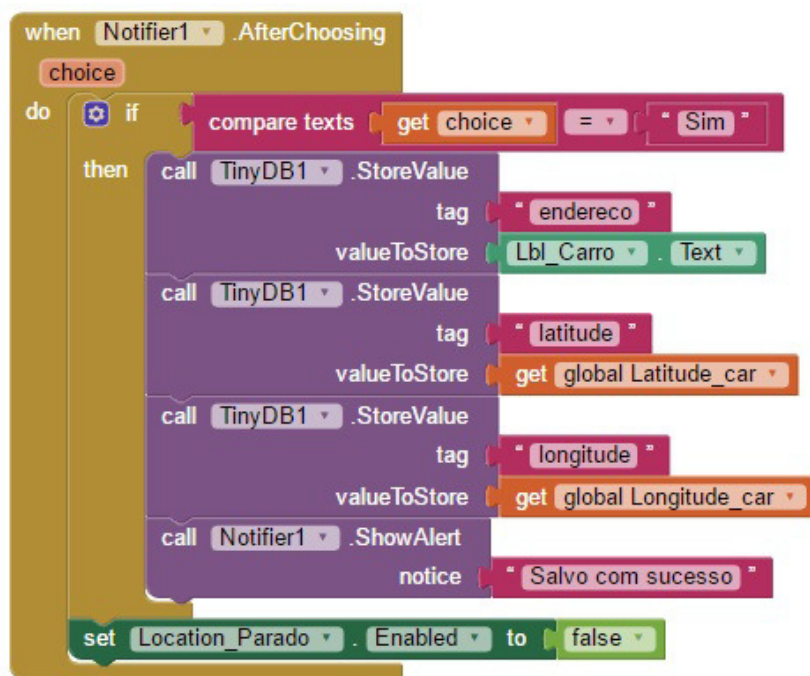 when Notifier1 .AfterChoosing
choice
do if compare texts get choice = " Sim "
then call TinyDB1 .StoreValue
tag " endereco "
valueToStore Lbl_Carro . Text
call TinyDB1 .StoreValue
tag " latitude "
valueToStore get global Latitude_car
call TinyDB1 .StoreValue
tag " longitude "
valueToStore get global Longitude_car
call Notifier1 .ShowAlert
notice " Salvo com sucesso "
set Location_Parado . Enabled to false